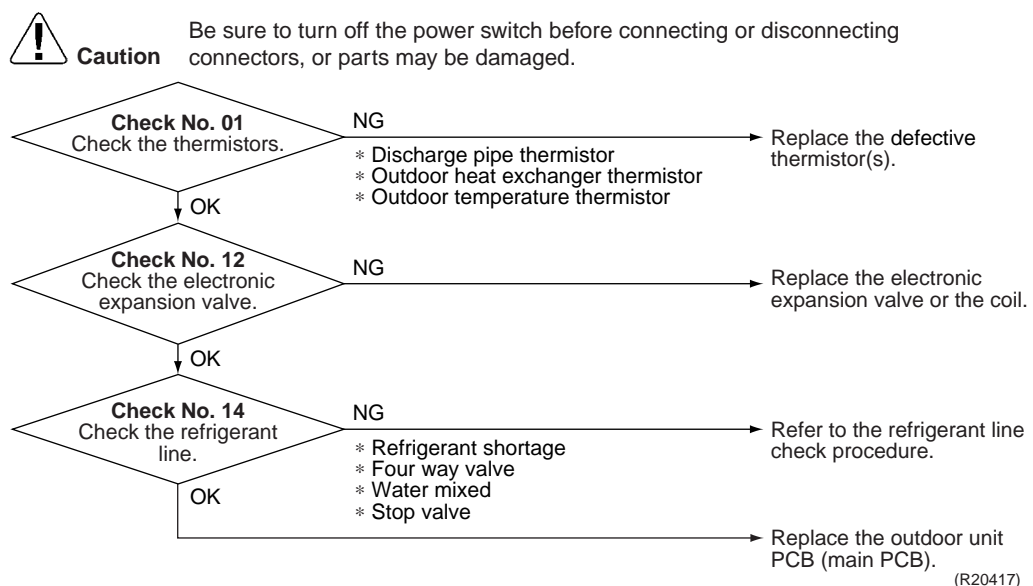 Be sure to turn off the power switch before connecting or disconnecting
Caution connectors, or parts may be damaged.
Check No. 01
Check the thermistors.
NG
∗ Discharge pipe thermistor
∗ Outdoor heat exchanger thermistor
∗ Outdoor temperature thermistor
Replace the defective
thermistor(s).
OK
Check No. 12
Check the electronic
expansion valve.
NG
Replace the electronic
expansion valve or the coil.
OK
Check No. 14
Check the refrigerant
line.
NG
∗ Refrigerant shortage
∗ Four way valve
∗ Water mixed
∗ Stop valve
Refer to the refrigerant line
check procedure.
OK
Replace the outdoor unit
PCB (main PCB).
(R20417)